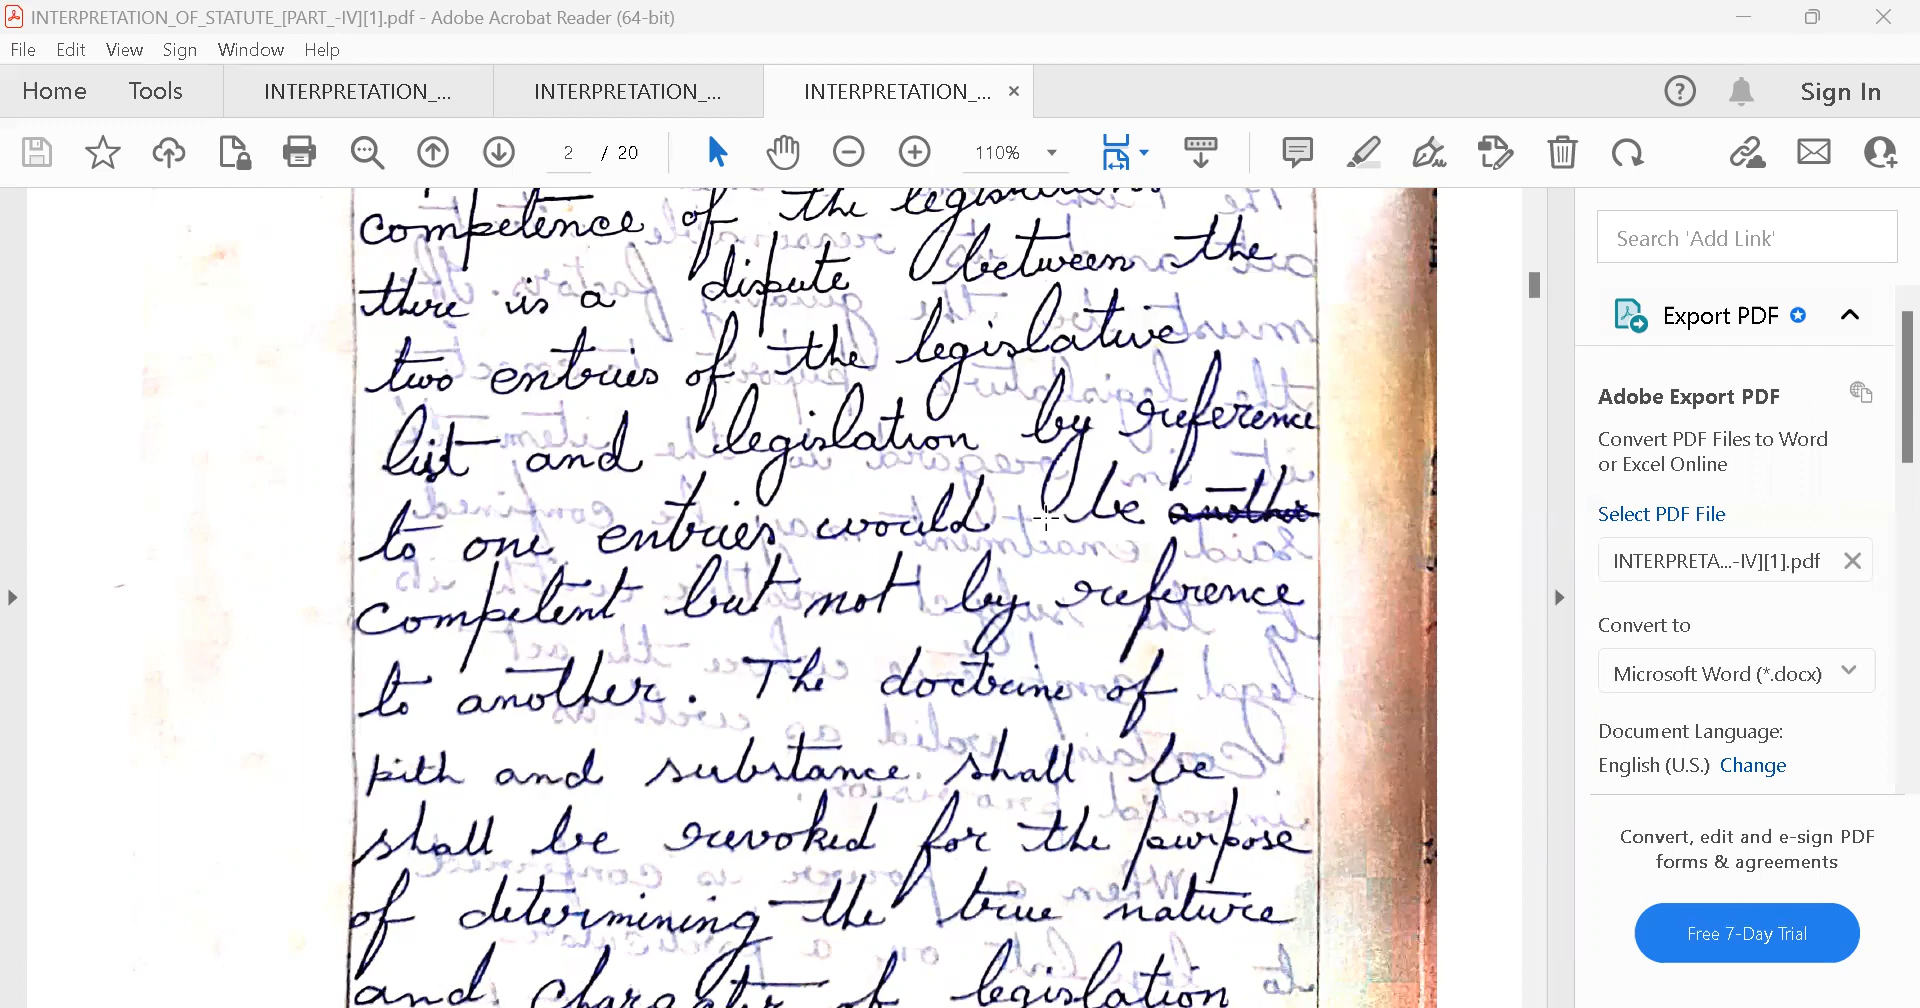 INTERPRETATION_OF_STATUTE_[PART_-IV][1].pdf - Adobe Acrobat Reader (64-bit)
File Edit View Sign Window Help
Home Tools INTERPRETATION_... INTERPRETATION_... INTERPRETATION_... × Sign In
2 / 20 110%
competence of the
there is a dispute between the
two entries of the legislative
list and legislation by reference
to one entries would be another
competent but not by reference
to another. The doctrine of
pith and substance shall be
shall be revoked for the purpose
of determining the true nature
and character of legislation
Search 'Add Link'
Export PDF
Adobe Export PDF
Convert PDF Files to Word
or Excel Online
Select PDF File
INTERPRETA...-IV][1].pdf
Convert to
Microsoft Word (*.docx)
Document Language:
English (U.S.) Change
Convert, edit and e-sign PDF
forms & agreements
Free 7-Day Trial